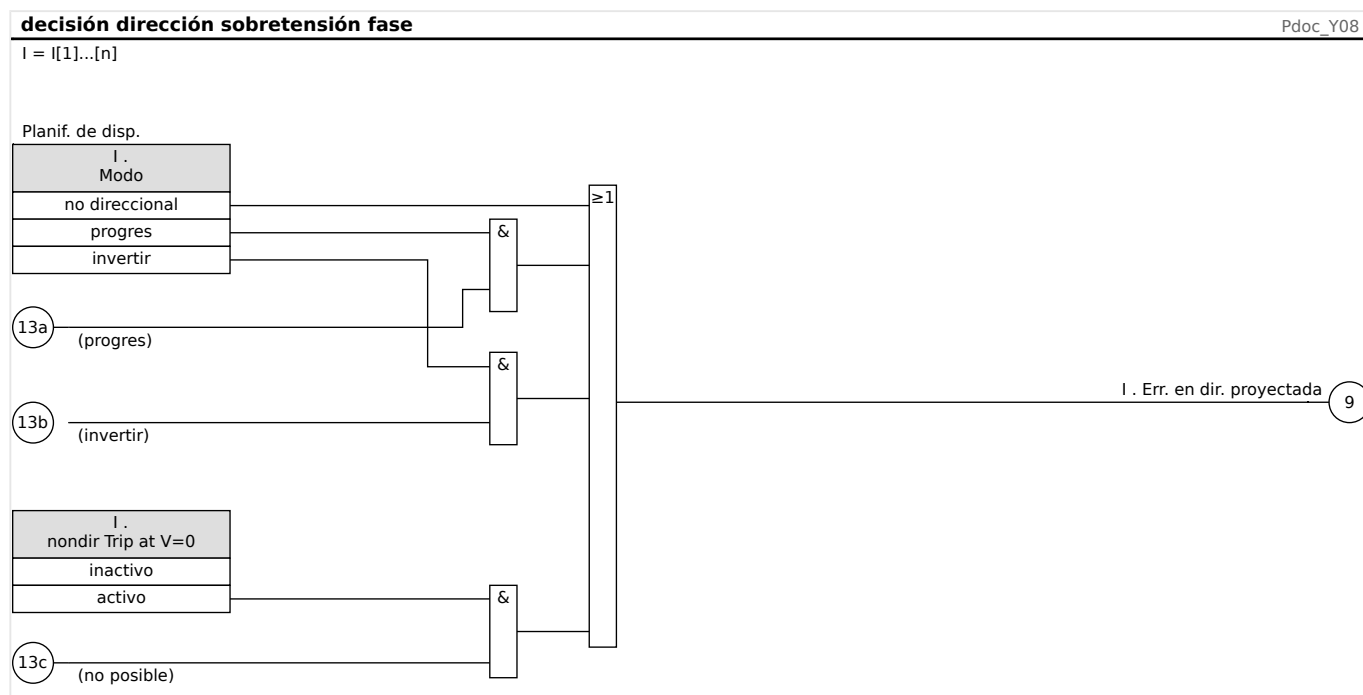 decisión dirección sobretensión fase
Pdoc_Y08
I = I[1]...[n]
Planif. de disp.
I .
Modo
no direccional
progres
invertir
≥1
&
13a
(progres)
&
I . Err. en dir. proyectada
9
13b
(invertir)
I .
nondir Trip at V=0
inactivo
activo
&
13c
(no posible)